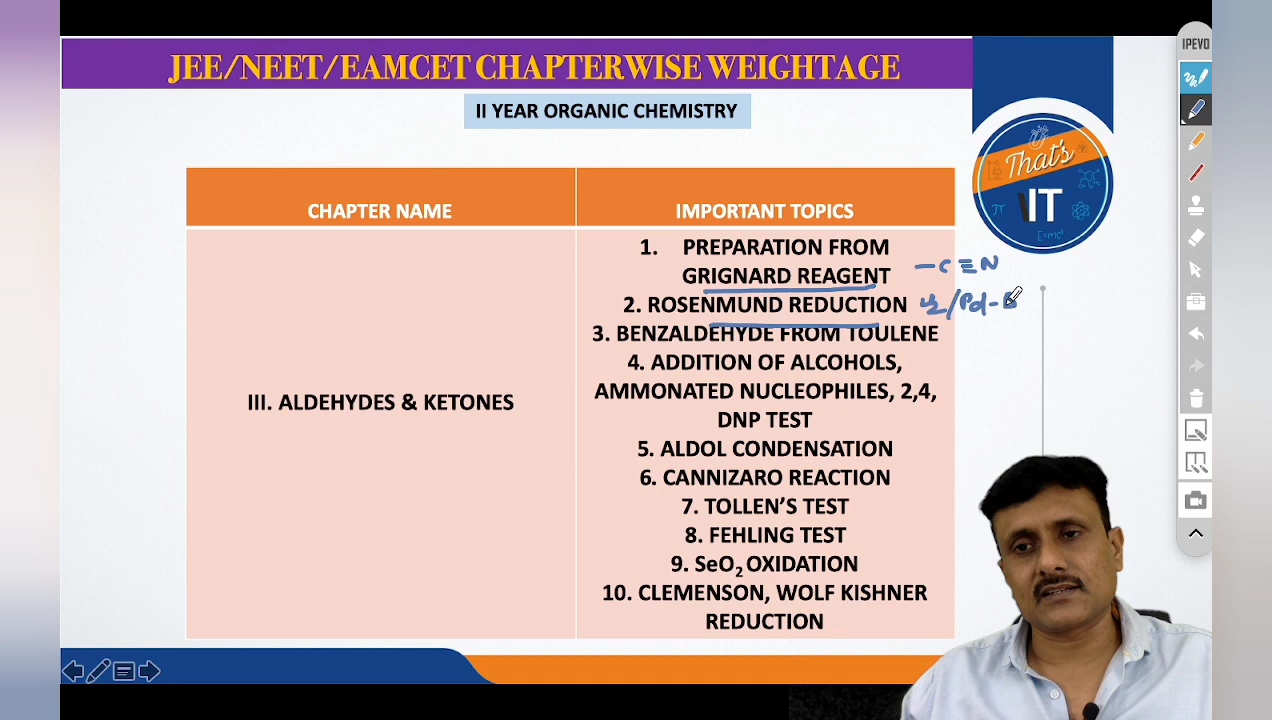 IPEVO
JEE/NEET/EAMCET CHAPTERWISE WEIGHTAGE
II YEAR ORGANIC CHEMISTRY
That's
IT
E=mc²
CHAPTER NAME
IMPORTANT TOPICS
III. ALDEHYDES & KETONES
1. PREPARATION FROM
GRIGNARD REAGENT
2. ROSENMUND REDUCTION
3. BENZALDEHYDE FROM TOULENE
4. ADDITION OF ALCOHOLS,
AMMONATED NUCLEOPHILES, 2,4,
DNP TEST
5. ALDOL CONDENSATION
6. CANNIZARO REACTION
7. TOLLEN'S TEST
8. FEHLING TEST
9. SeO₂ OXIDATION
10. CLEMENSON, WOLF KISHNER
REDUCTION
–C≡N
H₂/Pd–B